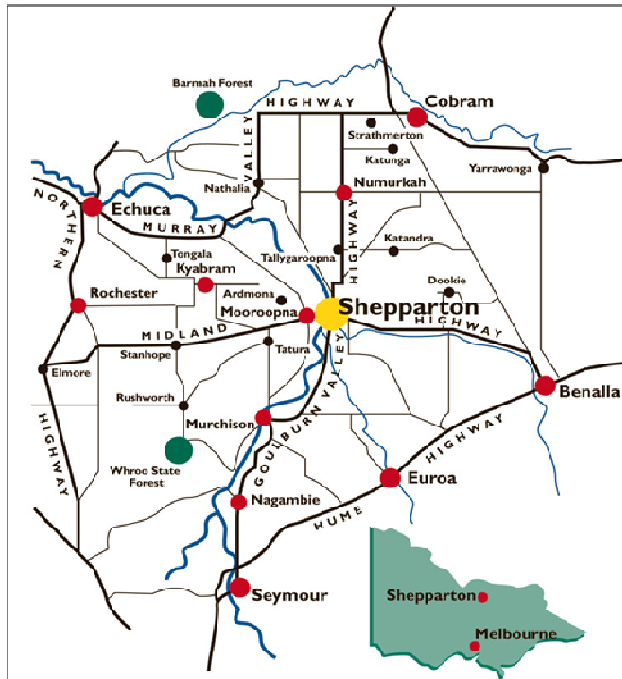 Barmah Forest
HIGHWAY
Cobram
Strathmerton
Katunga
Yarrawonga
VALLEY
Nathalia
Numurkah
NORTHERN
Echuca
MURRAY
HIGHWAY
Tongala
Kyabram
Tallygaroopna
Katandra
Dookie
Rochester
Ardmona
Mooroopna
Shepparton
MIDLAND
HIGHWAY
Stanhope
Tatura
Elmore
Rushworth
Benalla
Murchison
GOULBURN VALLEY
HIGHWAY
Whroo State
Forest
HIGHWAY
Euroa
Nagambie
HUME
Seymour
Shepparton
Melbourne